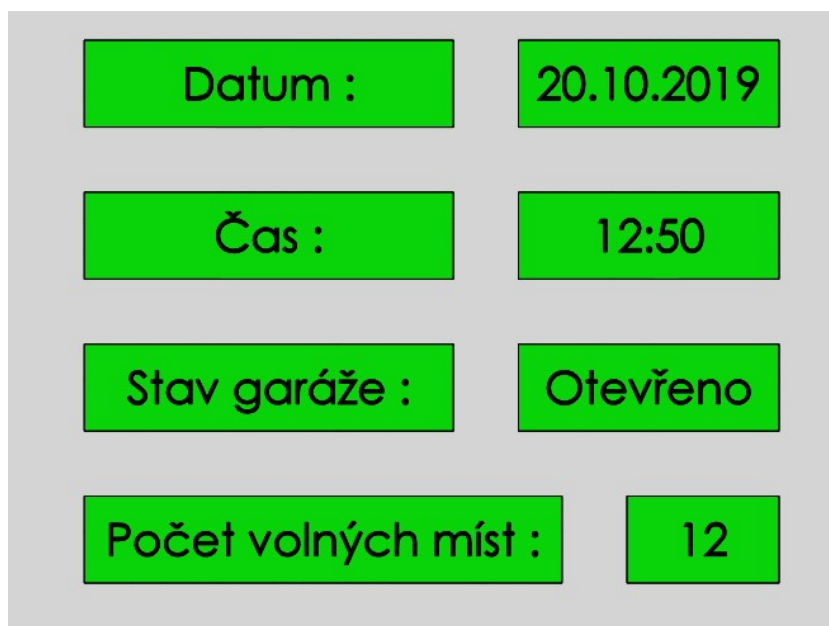 Datum : 20.10.2019
Čas : 12:50
Stav garáže : Otevřeno
Počet volných míst : 12